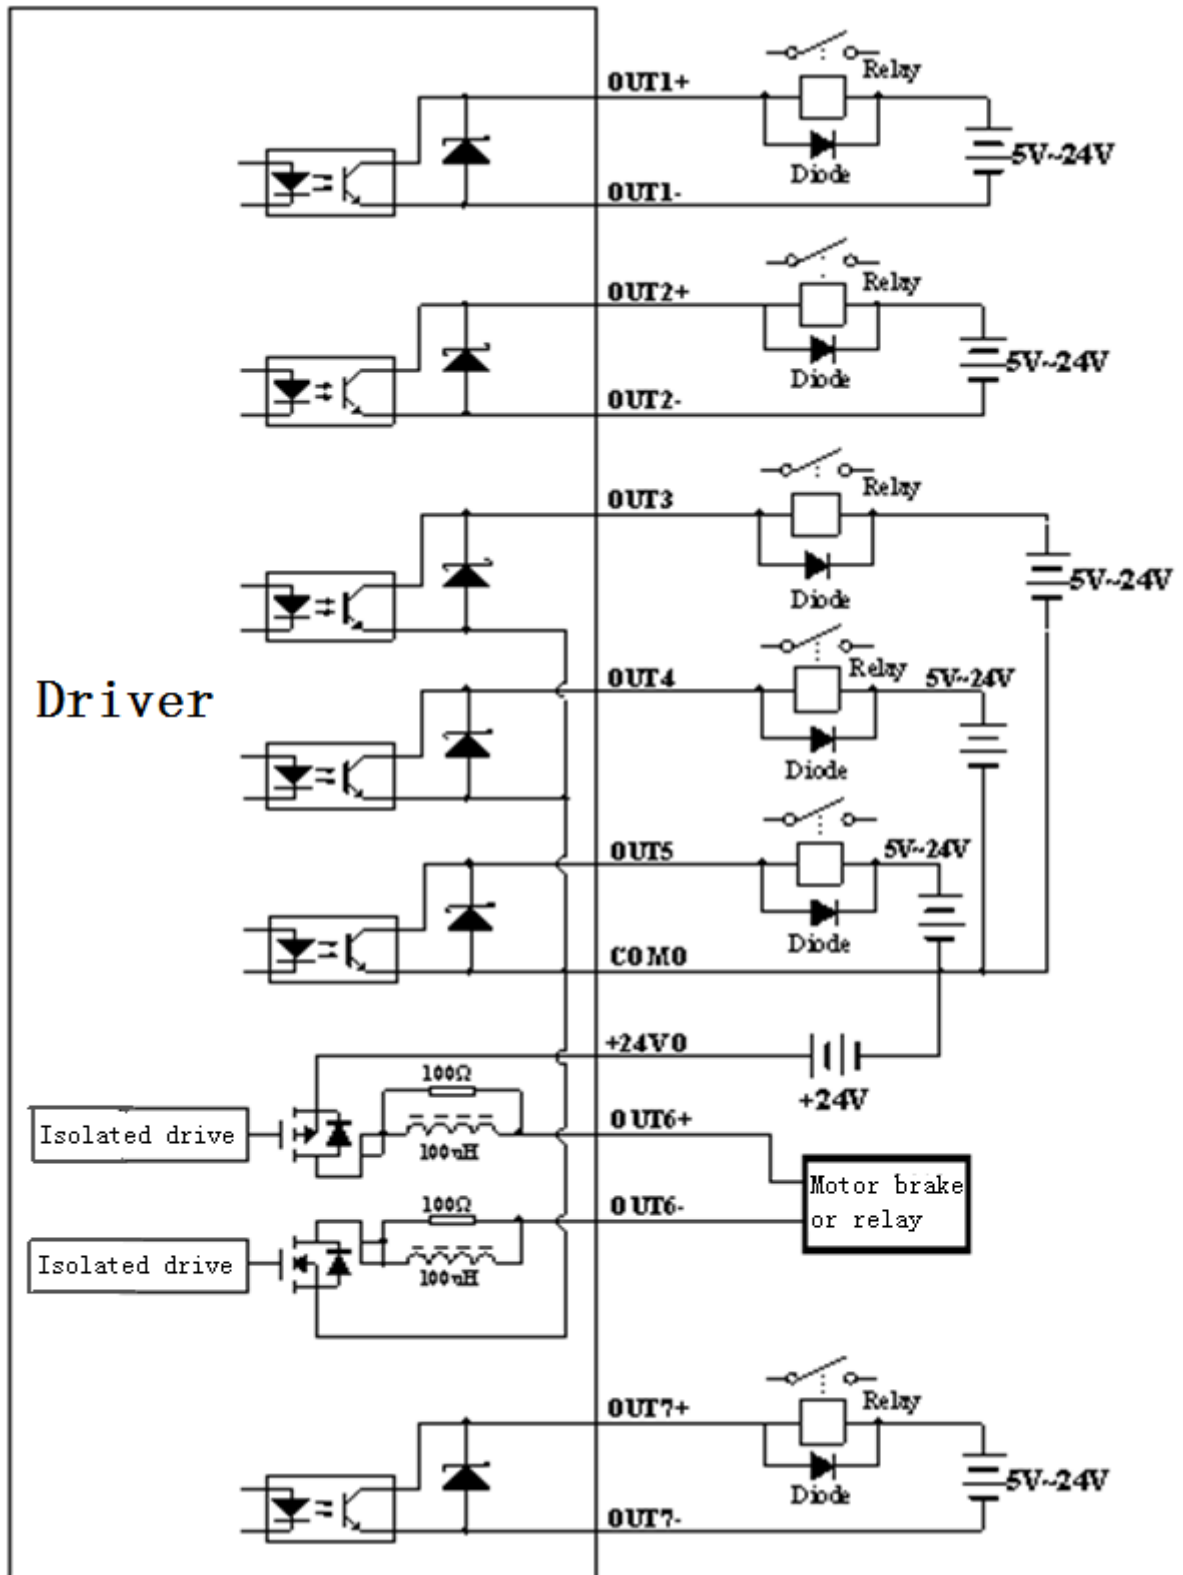 OUT1+
Relay
5V~24V
Diode
OUT1-
Relay
OUT2+
5V~24V
Diode
OUT2-
Relay
OUT3
5V~24V
Diode
Driver
Relay
OUT4
5V~24V
Diode
OUT5
5V~24V
Diode
COMO
+24VO
100Ω
+24V
OUT6+
Isolated drive
100uH
Motor brake
or relay
100Ω
OUT6-
Isolated drive
100uH
Relay
OUT7+
5V~24V
Diode
OUT7-